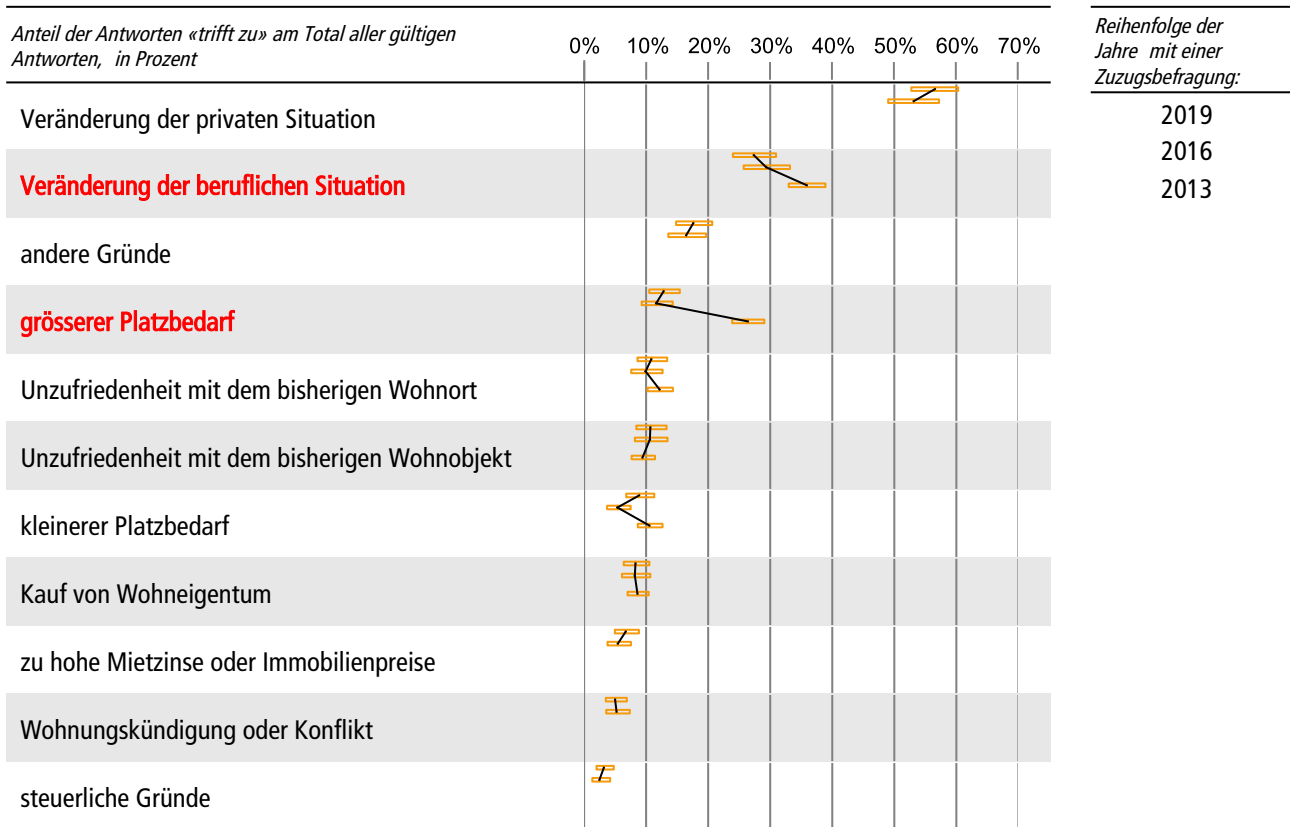 Anteil der Antworten «trifft zu» am Total aller gültigen
Antworten, in Prozent
0% 10% 20% 30% 40% 50% 60% 70%
Reihenfolge der
Jahre mit einer
Zuzugsbefragung:
2019
2016
2013
Veränderung der privaten Situation
Veränderung der beruflichen Situation
andere Gründe
grösserer Platzbedarf
Unzufriedenheit mit dem bisherigen Wohnort
Unzufriedenheit mit dem bisherigen Wohnobjekt
kleinerer Platzbedarf
Kauf von Wohneigentum
zu hohe Mietzinse oder Immobilienpreise
Wohnungskündigung oder Konflikt
steuerliche Gründe